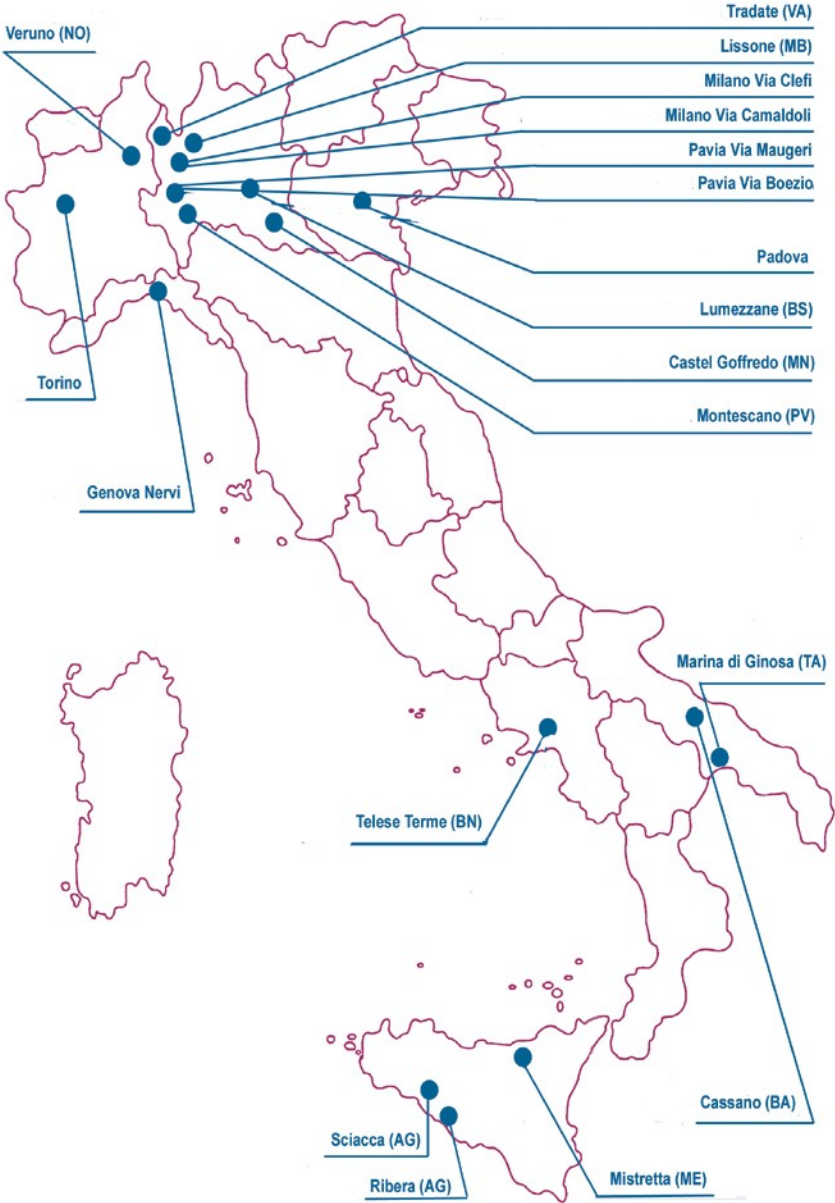 Tradate (VA)
Veruno (NO)
Lissone (MB)
Milano Via Clefi
Milano Via Camaldoli
Pavia Via Maugeri
Pavia Via Boezio
Padova
Lumezzane (BS)
Castel Goffredo (MN)
Torino
Montescano (PV)
Genova Nervi
Marina di Ginosa (TA)
Telese Terme (BN)
Cassano (BA)
Sciacca (AG)
Mistretta (ME)
Ribera (AG)